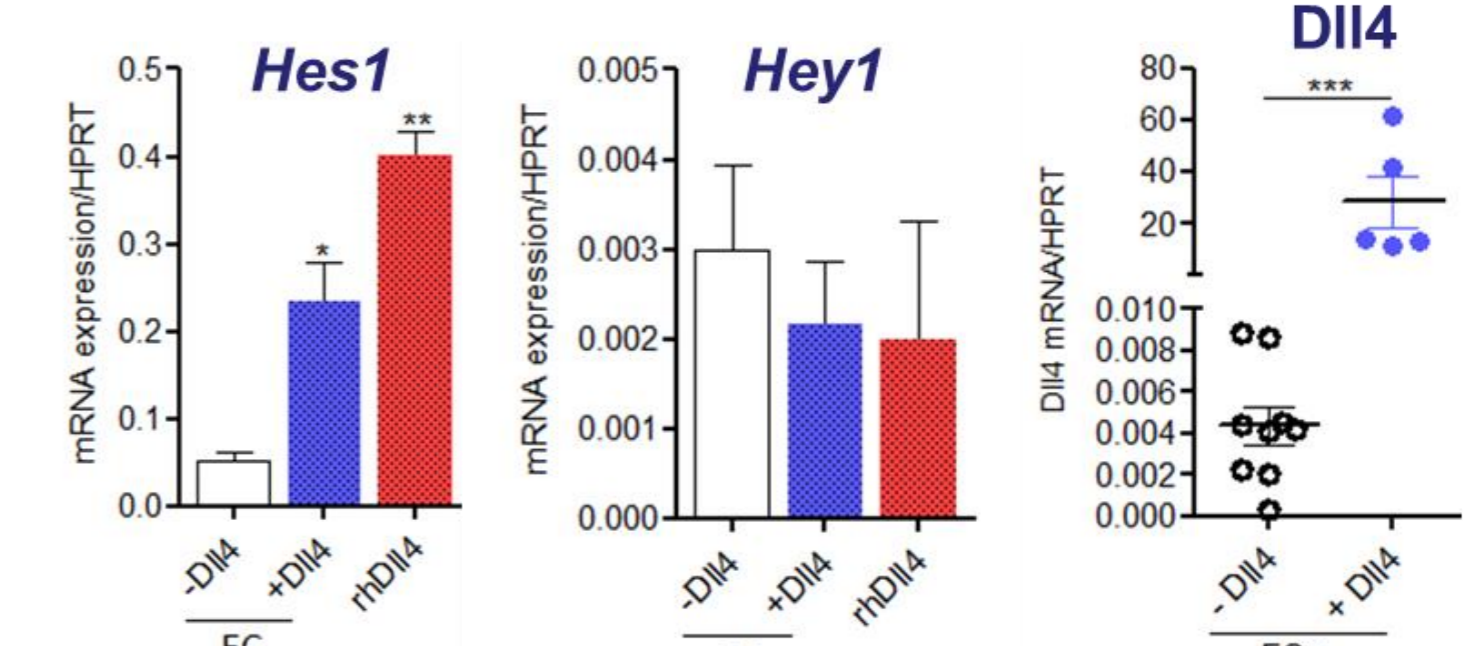 Hes1
mRNA expression/HPRT
0.5
0.4
0.3
0.2
0.1
0.0
*
**
-Dll4
+Dll4
rhDll4
Hey1
mRNA expression/HPRT
0.005
0.004
0.003
0.002
0.001
0.000
-Dll4
+Dll4
rhDll4
Dll4
Dll4 mRNA/HPRT
80
60
40
20
0.010
0.008
0.006
0.004
0.002
0.000
***
- Dll4
+ Dll4